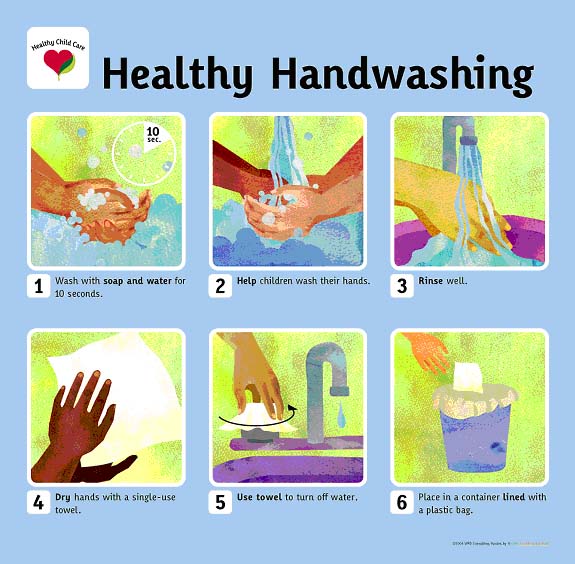 Healthy Child Care
Healthy Handwashing
10
sec.
1
Wash with soap and water for
10 seconds.
2
Help children wash their hands.
3
Rinse well.
4
Dry hands with a single-use
towel.
5
Use towel to turn off water.
6
Place in a container lined with
a plastic bag.